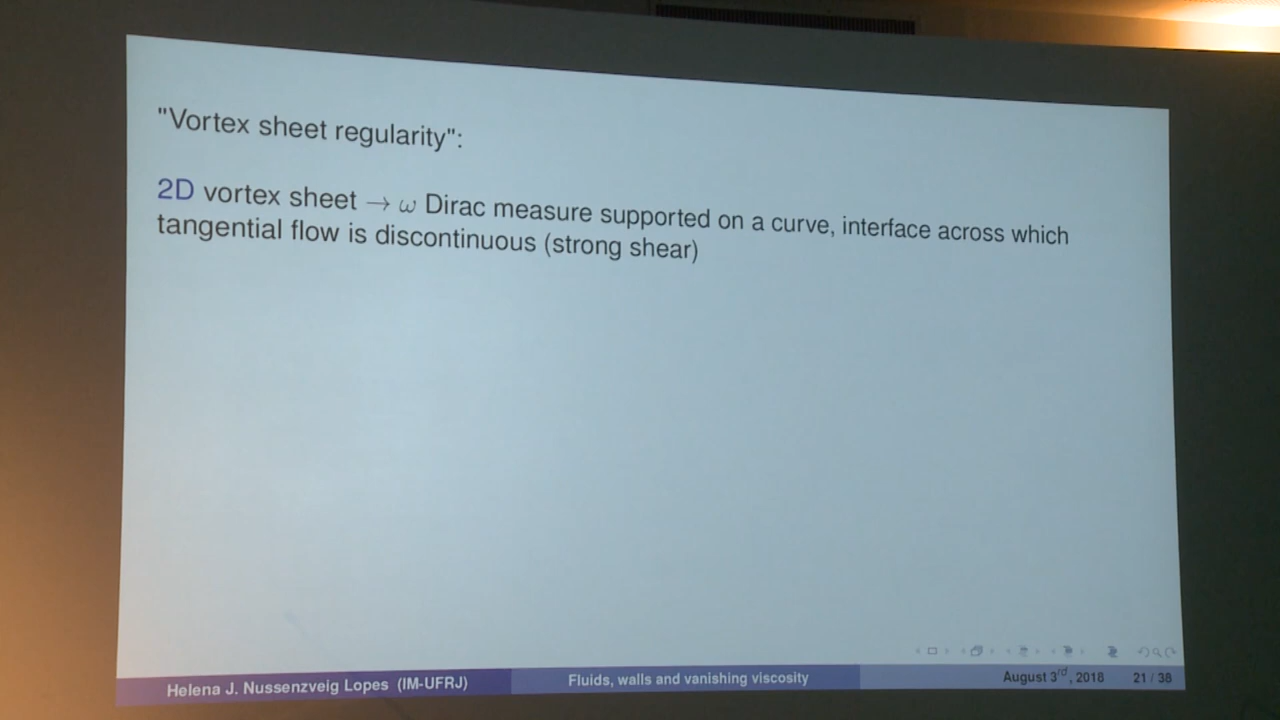 "Vortex sheet regularity":
2D vortex sheet → ω Dirac measure supported on a curve, interface across which
tangential flow is discontinuous (strong shear)
Helena J. Nussenzveig Lopes (IM-UFRJ)
Fluids, walls and vanishing viscosity
August 3rd, 2018
21 / 38